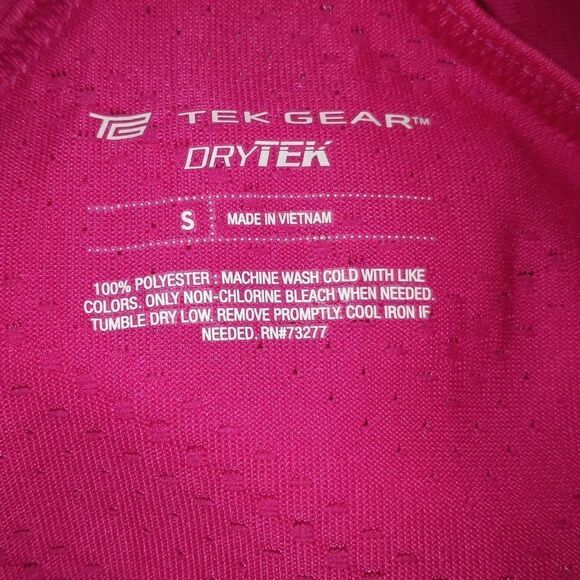 TG TEK GEAR™
DRYTEK
S MADE IN VIETNAM
100% POLYESTER : MACHINE WASH COLD WITH LIKE
COLORS. ONLY NON-CHLORINE BLEACH WHEN NEEDED.
TUMBLE DRY LOW. REMOVE PROMPTLY. COOL IRON IF
NEEDED. RN#73277